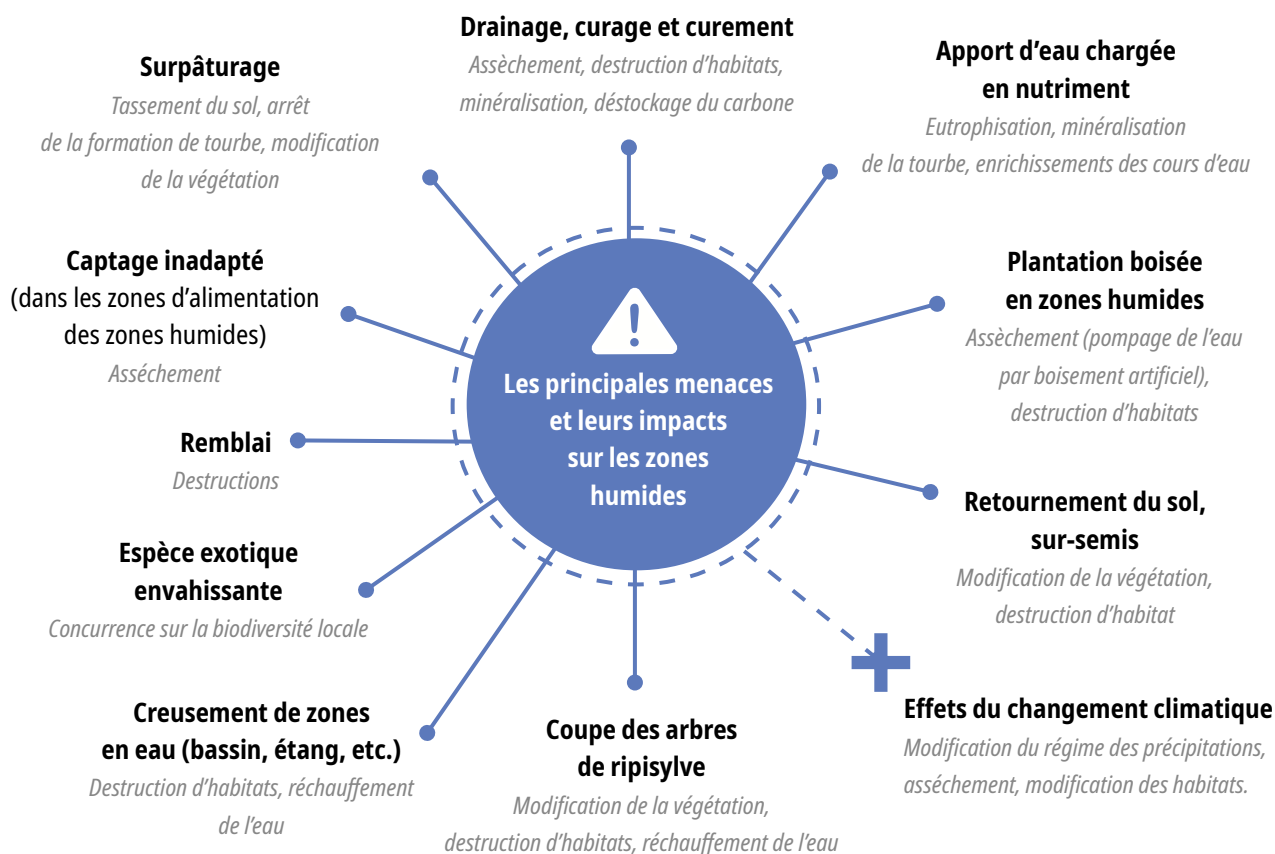 Drainage, curage et curement
Assèchement, destruction d’habitats,
minéralisation, déstockage du carbone
Apport d’eau chargée
en nutriment
Eutrophisation, minéralisation
de la tourbe, enrichissements des cours d’eau
Plantation boisée
en zones humides
Assèchement (pompage de l’eau
par boisement artificiel),
destruction d’habitats
Retournement du sol,
sur-semis
Modification de la végétation,
destruction d’habitat
Effets du changement climatique
Modification du régime des précipitations,
asséchement, modification des habitats.
Coupe des arbres
de ripisylve
Modification de la végétation,
destruction d’habitats, réchauffement de l’eau
Creusement de zones
en eau (bassin, étang, etc.)
Destruction d’habitats, réchauffement
de l’eau
Espèce exotique
envahissante
Concurrence sur la biodiversité locale
Remblai
Destructions
Captage inadapté
(dans les zones d’alimentation
des zones humides)
Asséchement
Surpâturage
Tassement du sol, arrêt
de la formation de tourbe, modification
de la végétation
Les principales menaces
et leurs impacts
sur les zones
humides